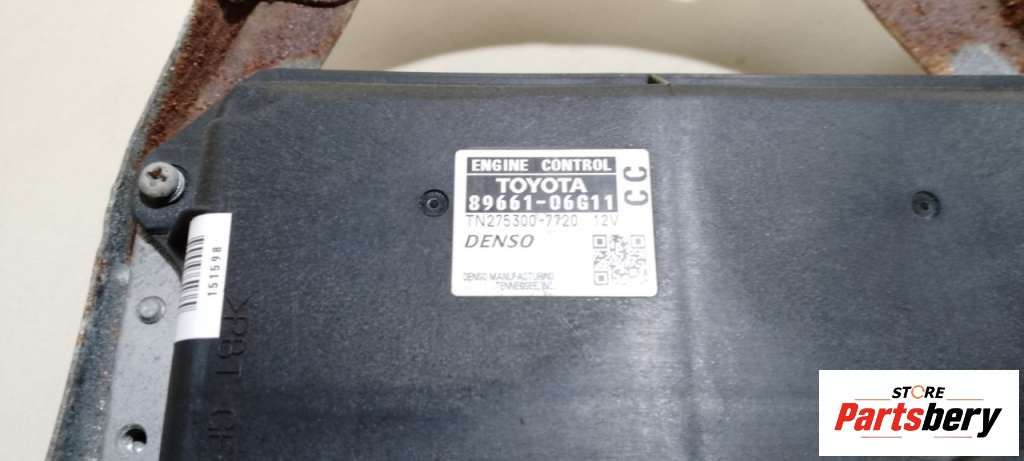 ENGINE CONTROL
TOYOTA
89661-06G11
CC
TN275300-7720 12V
DENSO
DENSO MANUFACTURING
TENNESSEE, INC.
151598
STORE
Partsbery